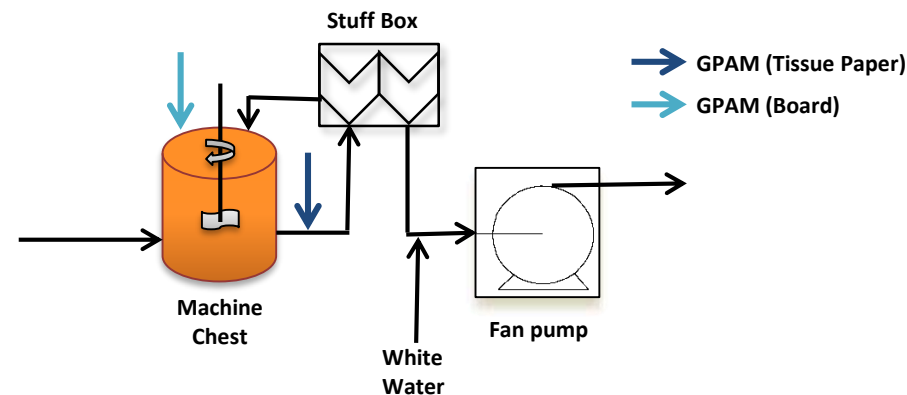 Stuff Box
GPAM (Tissue Paper)
GPAM (Board)
Machine
Chest
Fan pump
White
Water